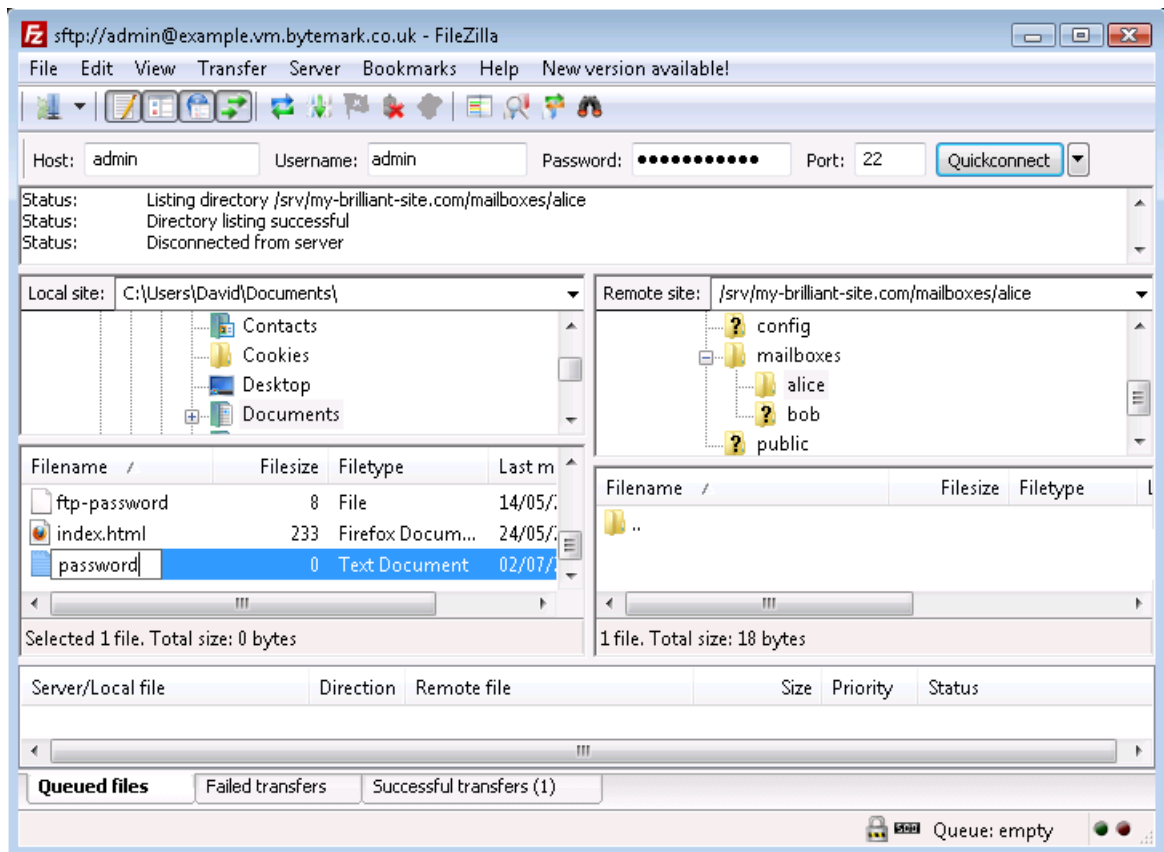 sftp://admin@example.vm.bytemark.co.uk - FileZilla
File Edit View Transfer Server Bookmarks Help New version available!
Host: admin Username: admin Password: ●●●●●●●●●●● Port: 22 Quickconnect
Status: Listing directory /srv/my-brilliant-site.com/mailboxes/alice
Status: Directory listing successful
Status: Disconnected from server
Local site: C:\Users\David\Documents\
Contacts
Cookies
Desktop
Documents
Filename Filesize Filetype Last m
ftp-password 8 File 14/05/
index.html 233 Firefox Docum... 24/05/
password 0 Text Document 02/07/
Selected 1 file. Total size: 0 bytes
Remote site: /srv/my-brilliant-site.com/mailboxes/alice
config
mailboxes
alice
bob
public
Filename Filesize Filetype L
..
1 file. Total size: 18 bytes
Server/Local file Direction Remote file Size Priority Status
Queued files Failed transfers Successful transfers (1)
Queue: empty